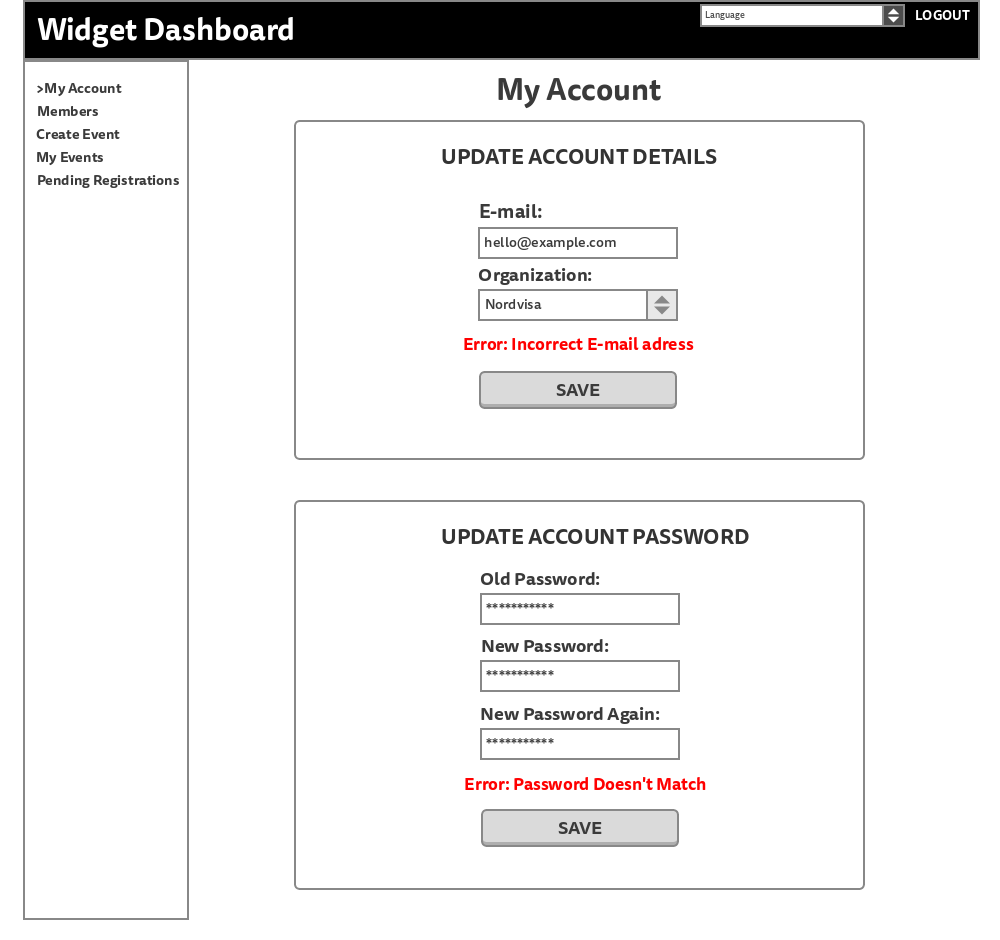 Widget Dashboard
Language
LOGOUT
>My Account
Members
Create Event
My Events
Pending Registrations
My Account
UPDATE ACCOUNT DETAILS
E-mail:
hello@example.com
Organization:
Nordvisa
Error: Incorrect E-mail adress
SAVE
UPDATE ACCOUNT PASSWORD
Old Password:
***********
New Password:
***********
New Password Again:
***********
Error: Password Doesn't Match
SAVE